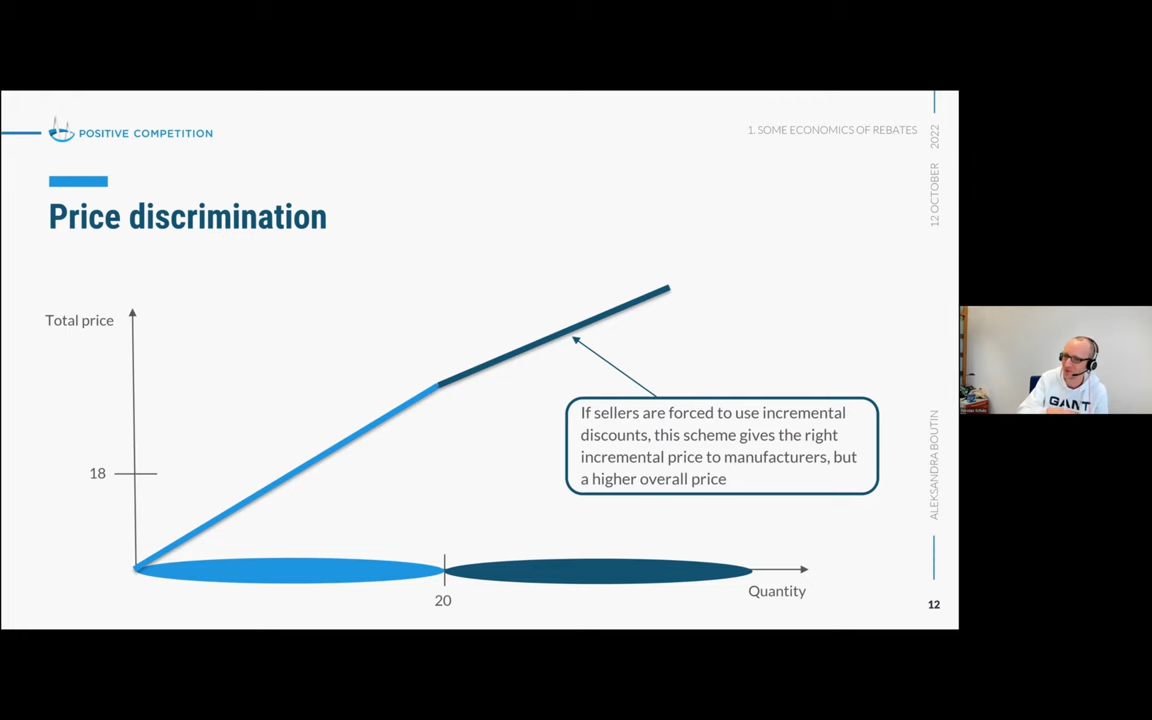 POSITIVE COMPETITION
1. SOME ECONOMICS OF REBATES
12 OCTOBER 2022
Price discrimination
Total price
If sellers are forced to use incremental
discounts, this scheme gives the right
incremental price to manufacturers, but
a higher overall price
18
20
Quantity
ALEKSANDRA BOUTIN
12
GIANT